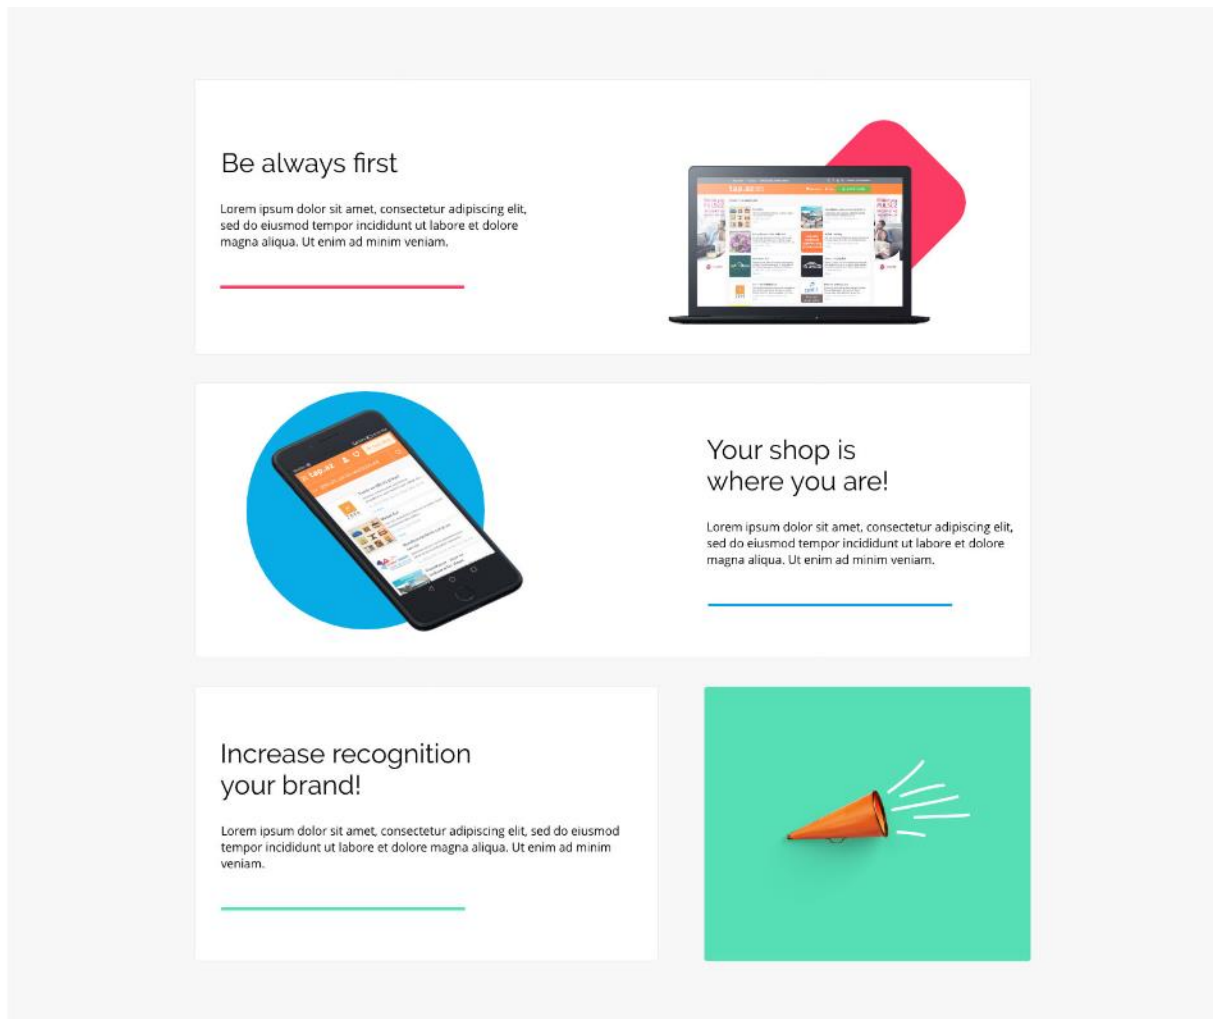 Be always first
Lorem ipsum dolor sit amet, consectetur adipiscing elit,
sed do eiusmod tempor incididunt ut labore et dolore
magna aliqua. Ut enim ad minim veniam.
tap.az
tap.az
Your shop is
where you are!
Lorem ipsum dolor sit amet, consectetur adipiscing elit,
sed do eiusmod tempor incididunt ut labore et dolore
magna aliqua. Ut enim ad minim veniam.
Increase recognition
your brand!
Lorem ipsum dolor sit amet, consectetur adipiscing elit, sed do eiusmod
tempor incididunt ut labore et dolore magna aliqua. Ut enim ad minim
veniam.